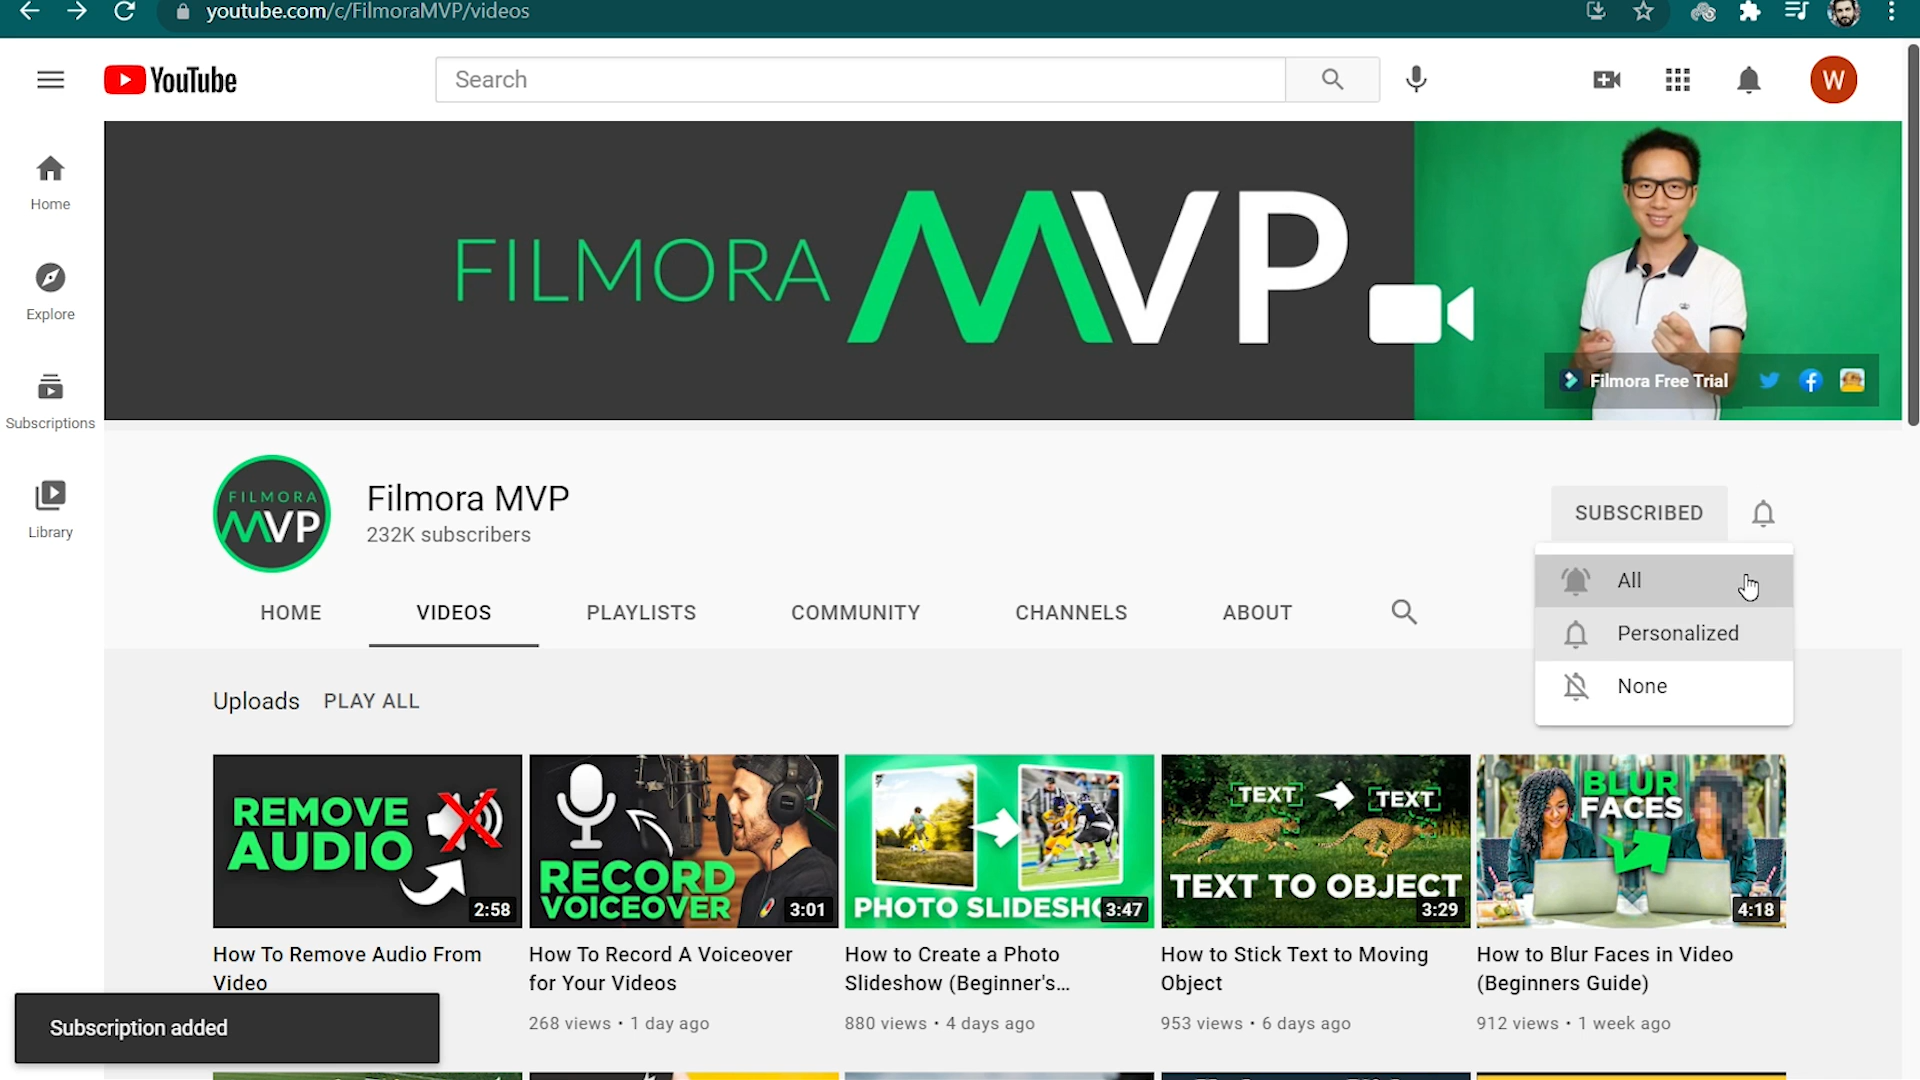 youtube.com/c/FilmoraMVP/videos
YouTube
Search
W
Home
Explore
Subscriptions
Library
FILMORA MVP
Filmora Free Trial
FILMORA
MVP
Filmora MVP
232K subscribers
SUBSCRIBED
All
Personalized
None
HOME
VIDEOS
PLAYLISTS
COMMUNITY
CHANNELS
ABOUT
Uploads
PLAY ALL
REMOVE
AUDIO
2:58
RECORD
VOICEOVER
3:01
PHOTO SLIDESHO
3:47
TEXT TEXT
TEXT TO OBJECT
3:29
BLUR
FACES
4:18
How To Remove Audio From
Video
How To Record A Voiceover
for Your Videos
268 views • 1 day ago
How to Create a Photo
Slideshow (Beginner's...
880 views • 4 days ago
How to Stick Text to Moving
Object
953 views • 6 days ago
How to Blur Faces in Video
(Beginners Guide)
912 views • 1 week ago
Subscription added